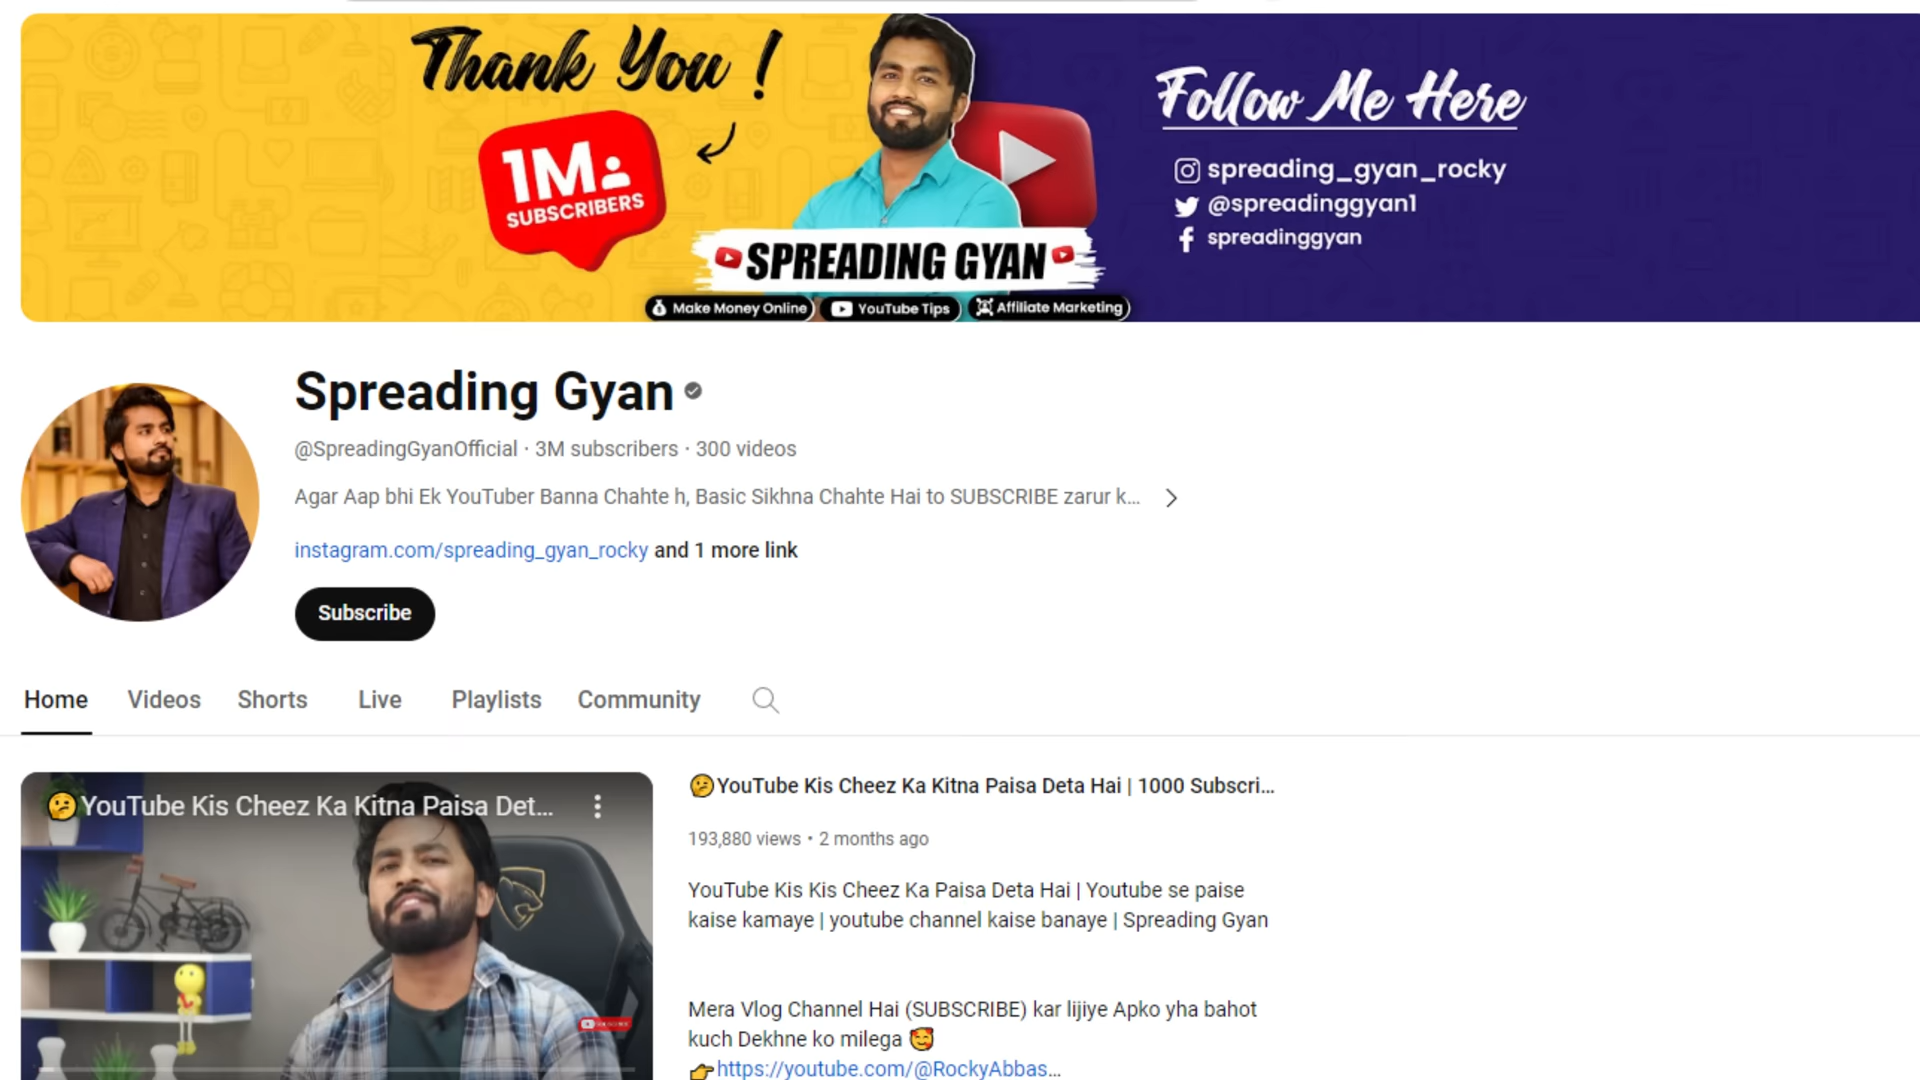 Thank You !
1M
SUBSCRIBERS
SPREADING GYAN
Make Money Online
YouTube Tips
Affiliate Marketing
Follow Me Here
spreading_gyan_rocky
@spreadinggyan1
spreadinggyan
Spreading Gyan
@SpreadingGyanOfficial · 3M subscribers · 300 videos
Agar Aap bhi Ek YouTuber Banna Chahte h, Basic Sikhna Chahte Hai to SUBSCRIBE zarur k...
instagram.com/spreading_gyan_rocky and 1 more link
Subscribe
Home Videos Shorts Live Playlists Community
🤔YouTube Kis Cheez Ka Kitna Paisa Det...
🤔YouTube Kis Cheez Ka Kitna Paisa Deta Hai | 1000 Subscri...
193,880 views • 2 months ago
YouTube Kis Kis Cheez Ka Paisa Deta Hai | Youtube se paise
kaise kamaye | youtube channel kaise banaye | Spreading Gyan
Mera Vlog Channel Hai (SUBSCRIBE) kar lijiye Apko yha bahot
kuch Dekhne ko milega 🥰
👉https://youtube.com/@RockyAbbas...